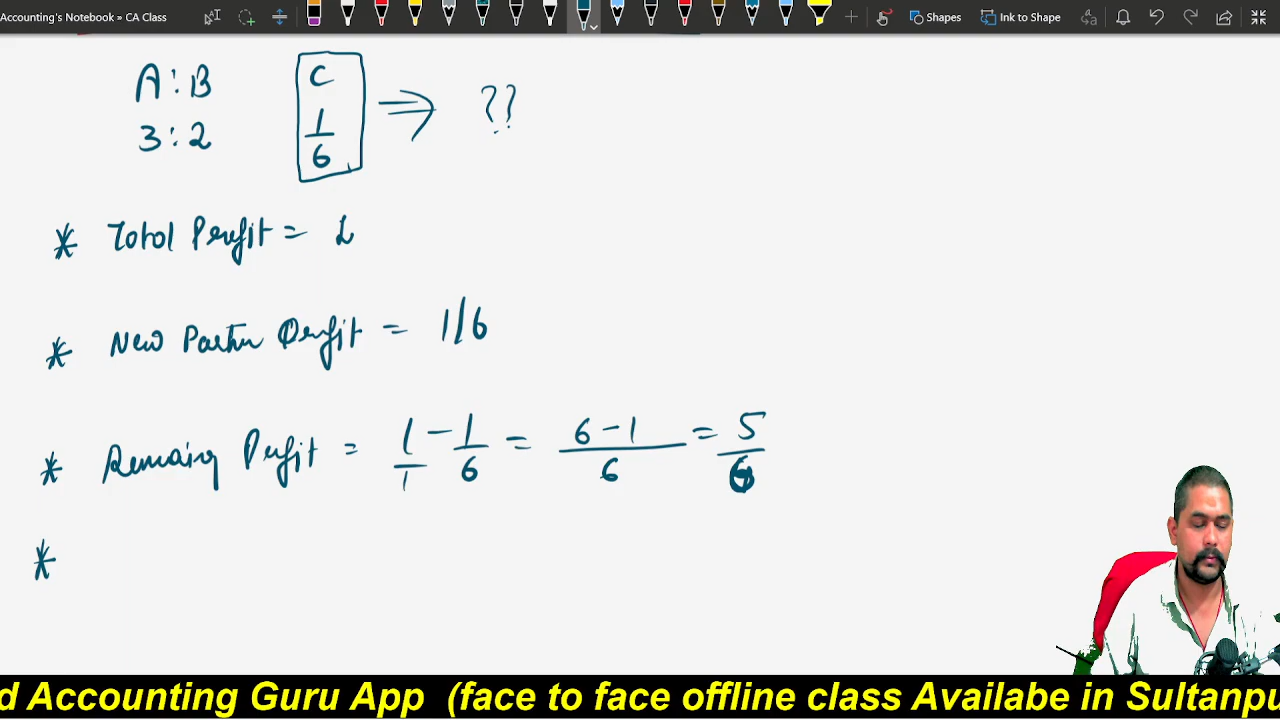 Accounting's Notebook » CA Class
Shapes Ink to Shape
A:B C ⇒ ??
3:2 1/6
* Total Profit = 1
* New Partner Profit = 1/6
* Remaing Profit = 1/1 - 1/6 = 6-1/6 = 5/6
*
d Accounting Guru App (face to face offline class Availabe in Sultanpu